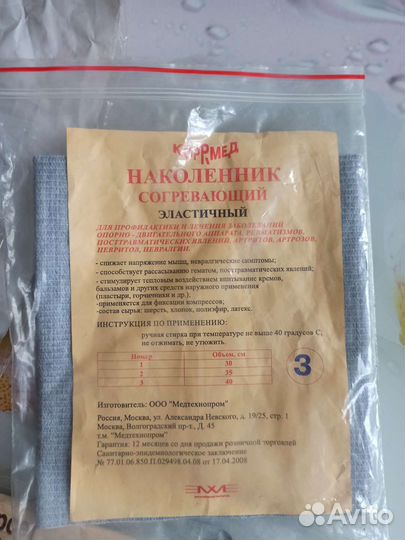 КАРРМЕД
НАКОЛЕННИК
СОГРЕВАЮЩИЙ
ЭЛАСТИЧНЫЙ
ДЛЯ ПРОФИЛАКТИКИ И ЛЕЧЕНИЯ ЗАБОЛЕВАНИЙ
ОПОРНО - ДВИГАТЕЛЬНОГО АППАРАТА, РЕВМАТИЗМОВ,
ПОСТТРАВМАТИЧЕСКИХ ЯВЛЕНИЙ, АРТРИТОВ, АРТРОЗОВ,
НЕВРИТОВ, НЕВРАЛГИИ.
- снижает напряжение мышц, невралгические симптомы;
- способствует рассасыванию гематом, посттравматических явлений;
- стимулирует тепловым воздействием впитывание кремов,
бальзамов и других средств наружного применения
(пластыри, горчичники и др.);
-применяется для фиксации компрессов;
-состав сырья: шерсть, хлопок, полиэфир, латекс.
ИНСТРУКЦИЯ ПО ПРИМЕНЕНИЮ:
ручная стирка при температуре не выше 40 градусов С,
не отжимать, не утюжить.
Номер Объем, см.
1 30
2 35
3 40
3
Изготовитель: ООО "Медтехнопром"
Россия, Москва, ул. Александра Невского, д. 19/25, стр. 1
Москва, Волгоградский пр-т., Д. 45
т.м. "Медтехнопром"
Гарантия: 12 месяцев со дня продажи розничной торговлей
Санитарно-эпидемиологическое заключение
№ 77.01.06.850.П.029498.04.08 от 17.04.2008
Avito